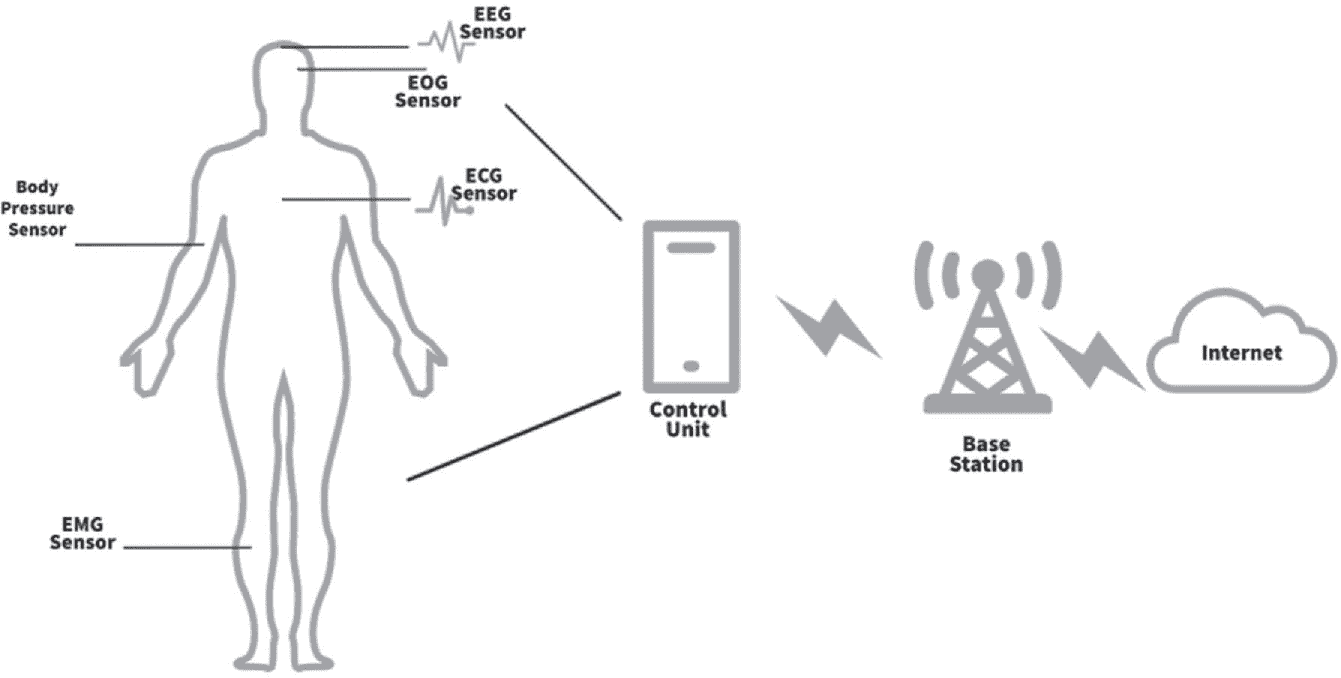 EEG
Sensor
EOG
Sensor
ECG
Sensor
Body
Pressure
Sensor
EMG
Sensor
Control
Unit
Base
Station
Internet